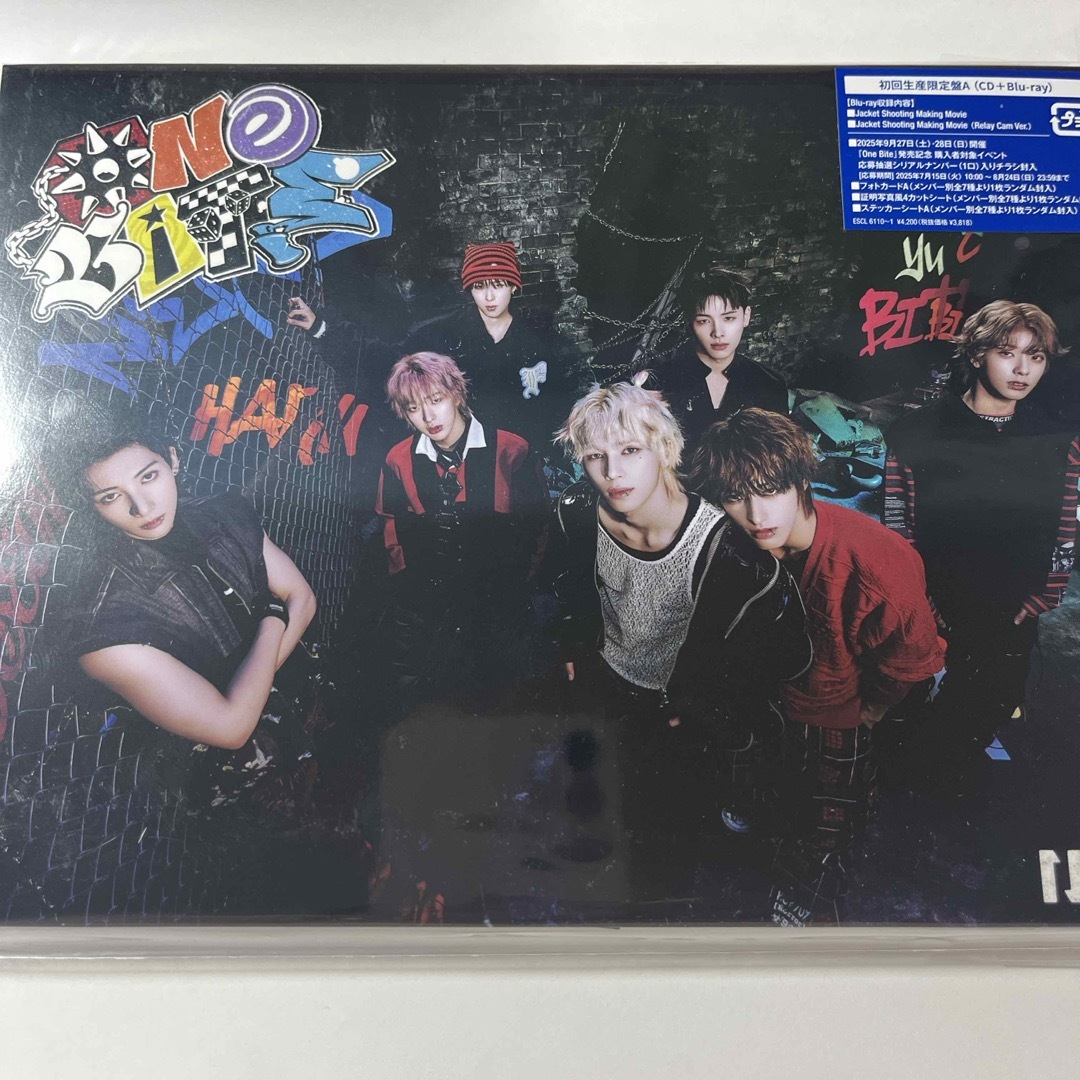 ONE
BITE
初回生産限定盤A (CD+Blu-ray)
【Blu-ray収録内容】
■Jacket Shooting Making Movie
■Jacket Shooting Making Movie (Relay Cam Ver.)
■2025年9月27日(土)・28日(日)開催
「One Bite」発売記念 購入者対象イベント
応募抽選シリアルナンバー(1口)入りチラシ封入
[応募期間] 2025年7月15日(火) 10:00 ~ 8月24日(日) 23:59まで
■フォトカードA(メンバー別全7種より1枚ランダム封入)
■証明写真風4カットシート(メンバー別全7種より1枚ランダム
■ステッカーシートA(メンバー別全7種より1枚ランダム封入)
ESCL 6110~1 ¥4,200(税抜価格 ¥3,818)
プラ